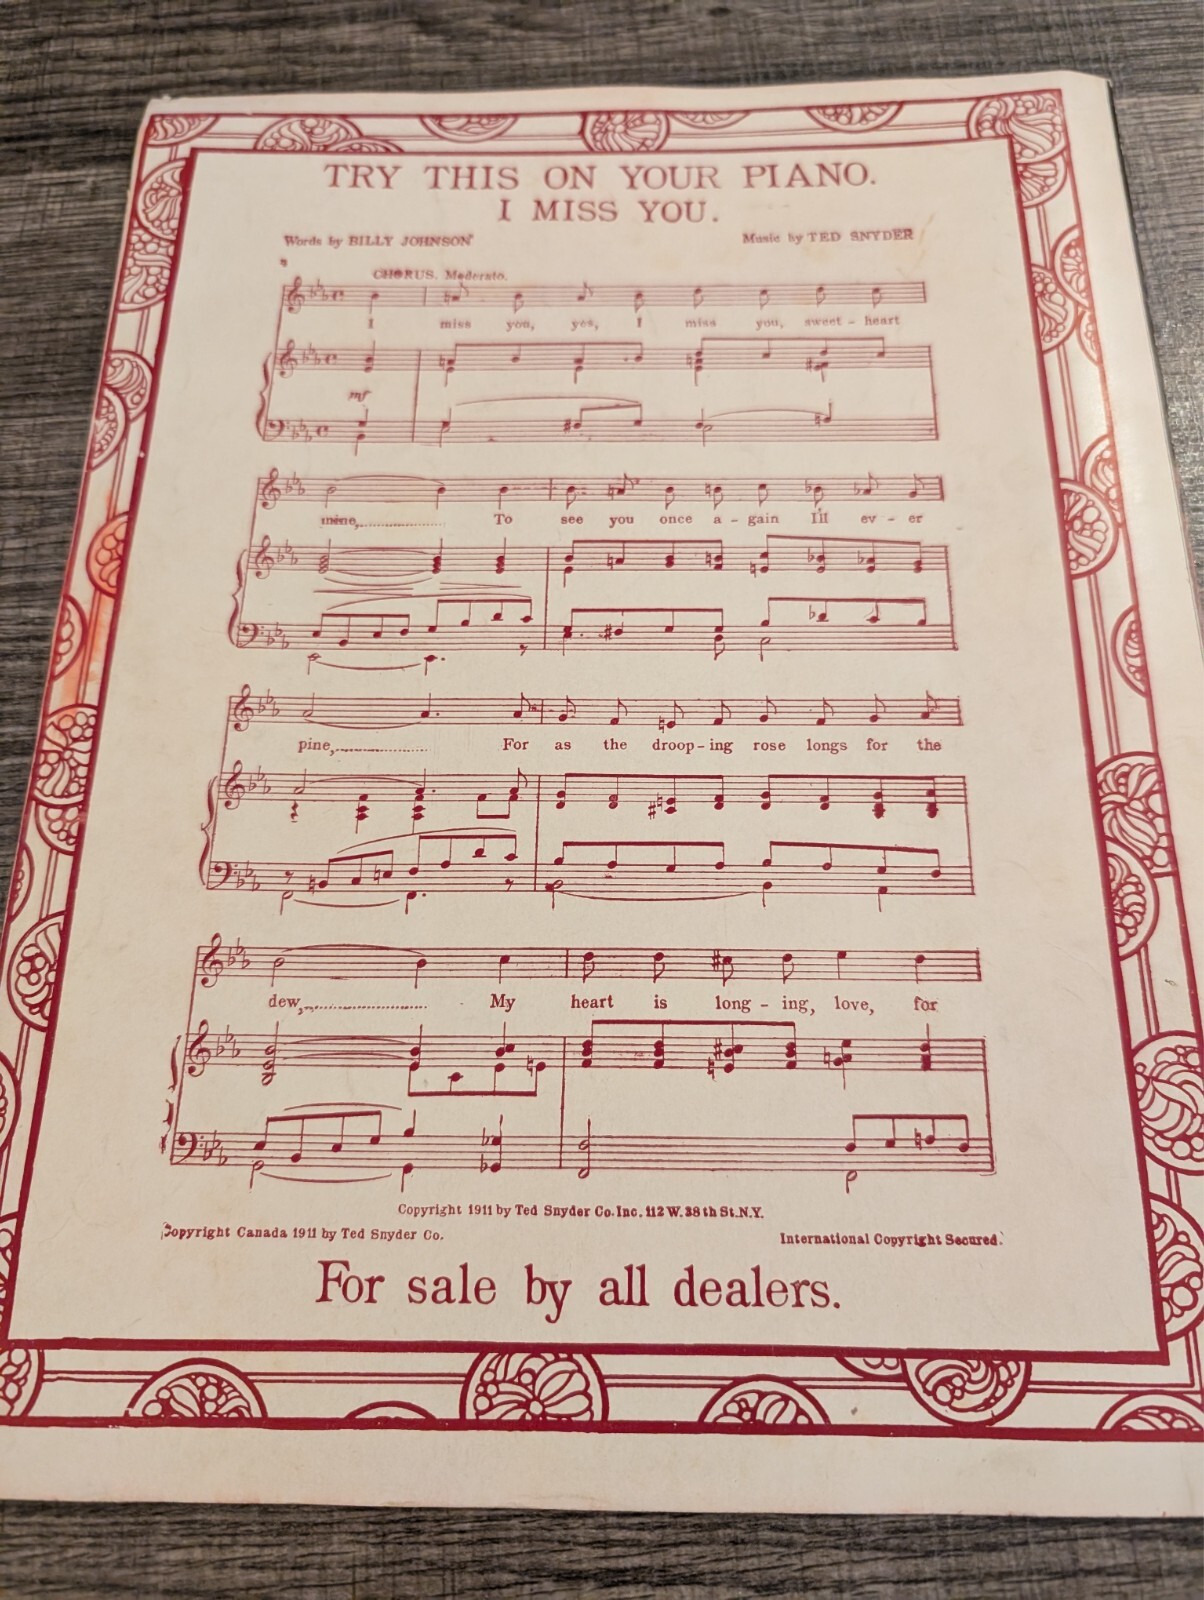 TRY THIS ON YOUR PIANO.
I MISS YOU.
Words by BILLY JOHNSON
Music by TED SNYDER
CHORUS. Moderato.
I miss you, yes, I miss you, sweet - heart
mf
mine,........................ To see you once a - gain I'll ev - er
pine,........................ For as the droop - ing rose longs for the
dew,........................ My heart is long - ing, love, for
Copyright 1911 by Ted Snyder Co. Inc. 112 W. 38th St. N.Y.
Copyright Canada 1911 by Ted Snyder Co.
International Copyright Secured.
For sale by all dealers.